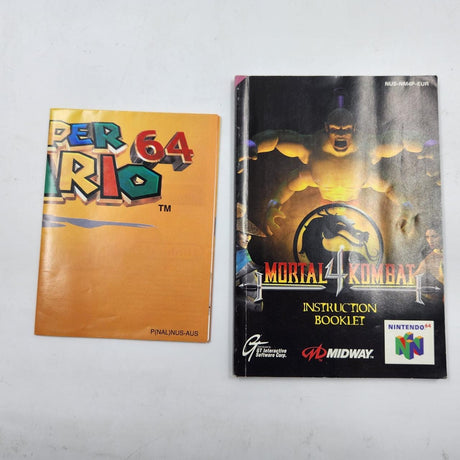 PER 64
RIO
TM
P(NAL)NUS-AUS
NUS-NM4P-EUR
MORTAL 4 KOMBAT
INSTRUCTION
BOOKLET
GT Interactive
Software Corp.
MIDWAY
NINTENDO 64